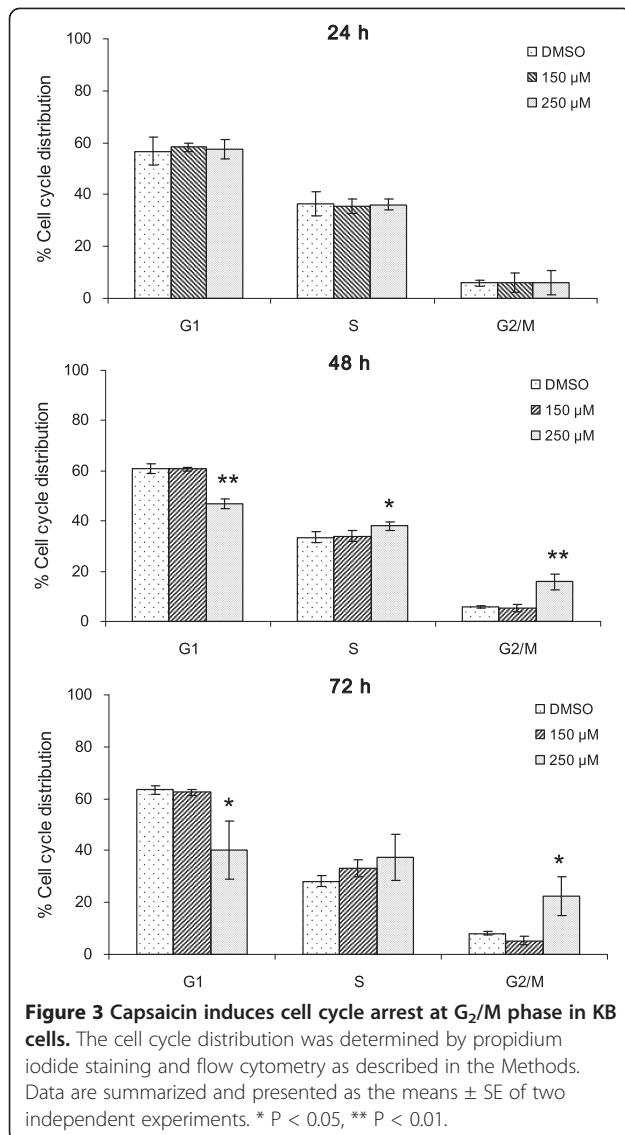 24 h
% Cell cycle distribution
100
80
60
40
20
0
DMSO
150 µM
250 µM
G1 S G2/M
48 h
% Cell cycle distribution
100
80
60
40
20
0
DMSO
150 µM
250 µM
**
*
**
G1 S G2/M
72 h
% Cell cycle distribution
100
80
60
40
20
0
DMSO
150 µM
250 µM
*
*
G1 S G2/M
Figure 3 Capsaicin induces cell cycle arrest at G₂/M phase in KB
cells. The cell cycle distribution was determined by propidium
iodide staining and flow cytometry as described in the Methods.
Data are summarized and presented as the means ± SE of two
independent experiments. * P < 0.05, ** P < 0.01.